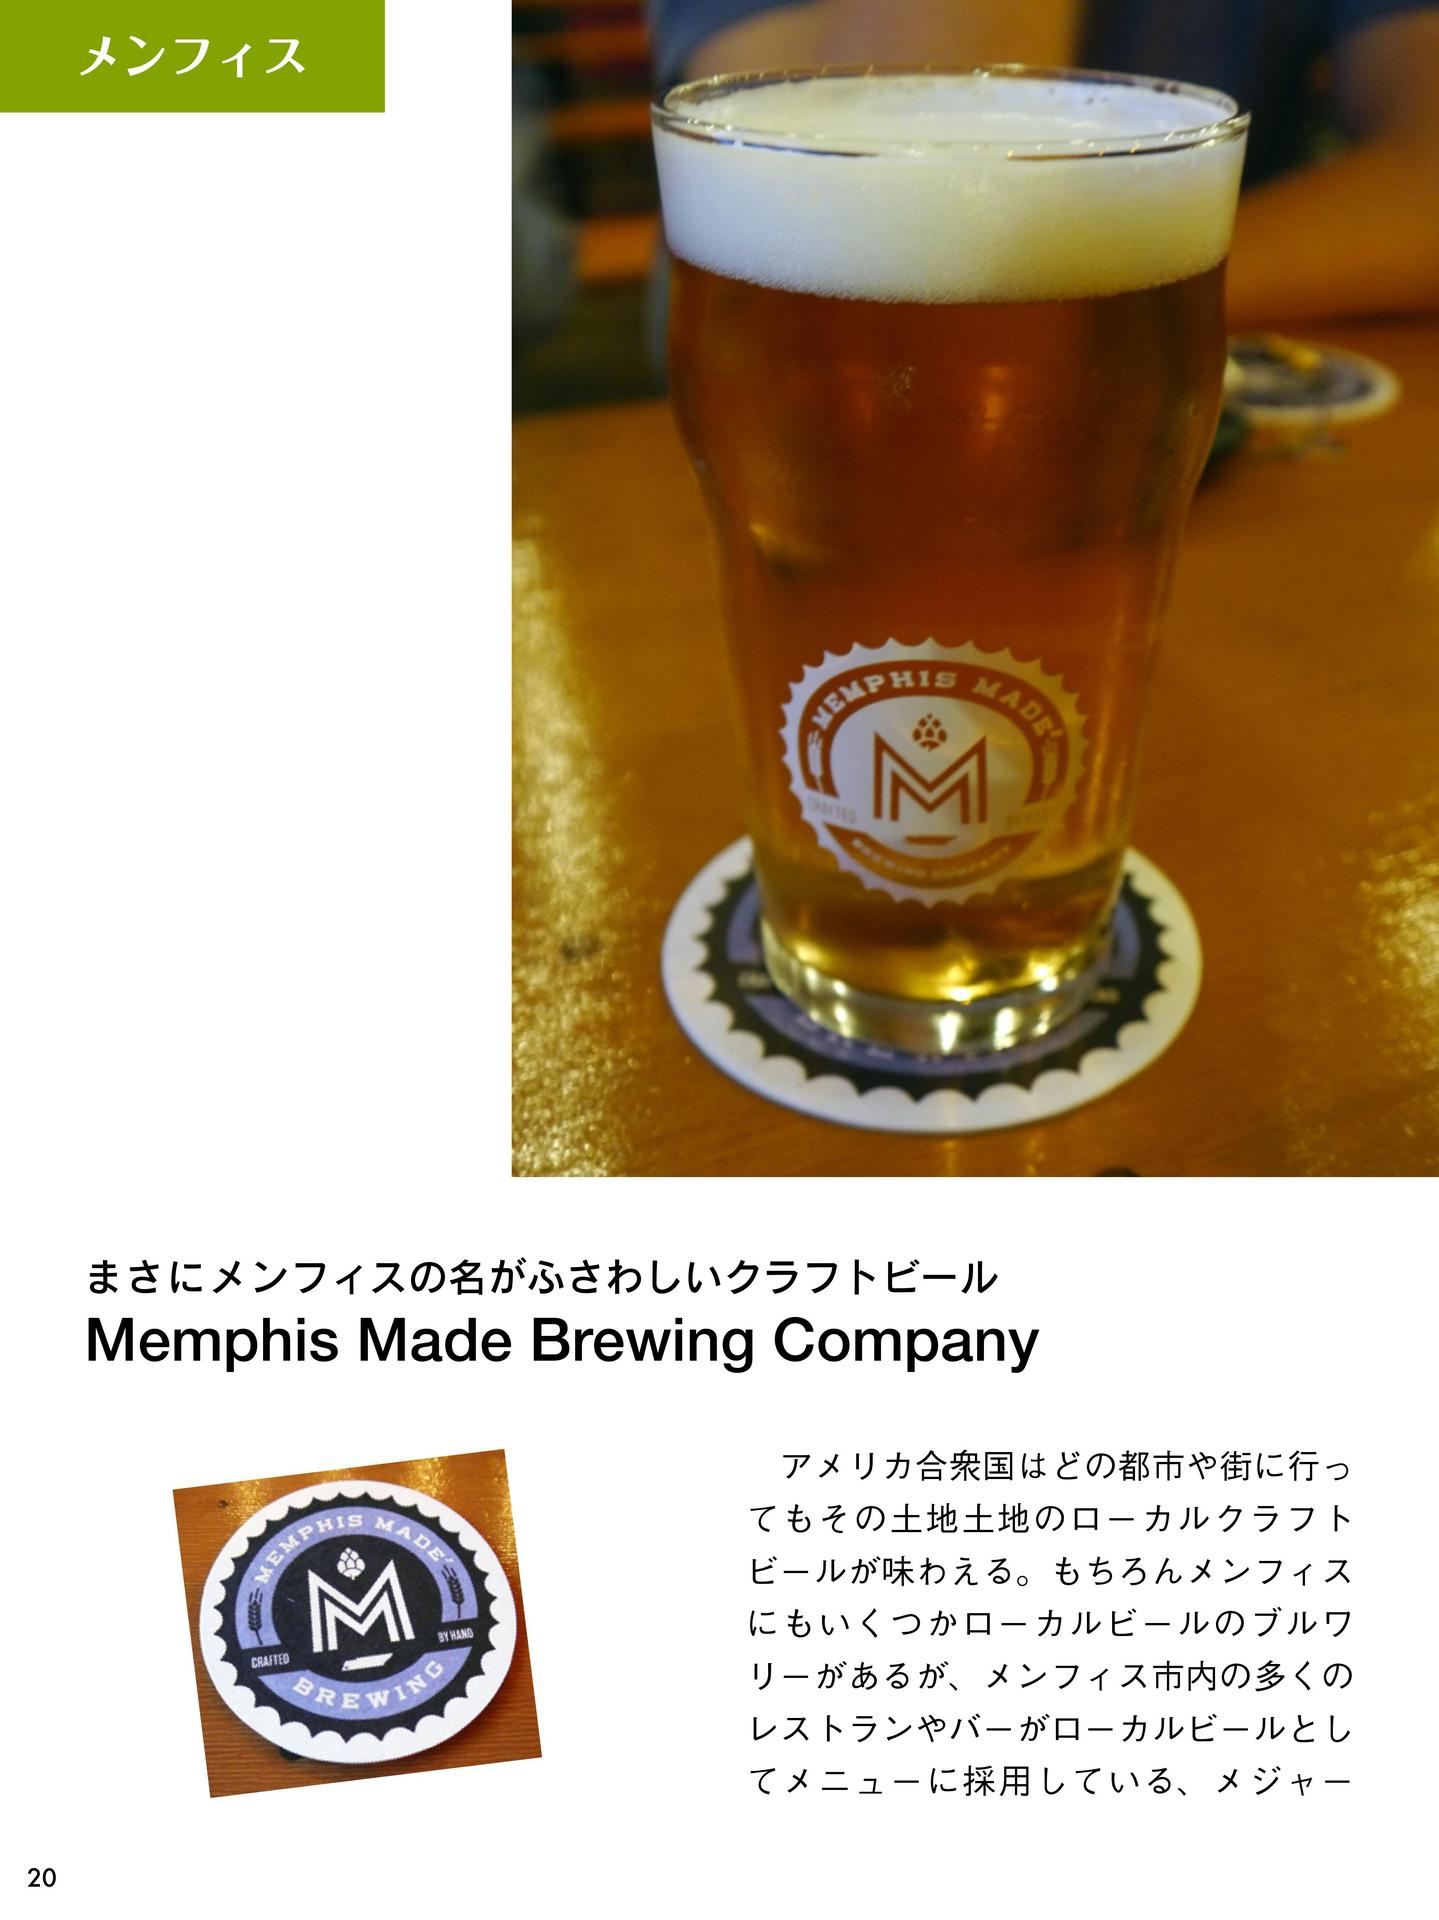 メンフィス
MEMPHIS MADE
M
CRAFTED
BY HAND
BREWING COMPANY
まさにメンフィスの名がふさわしいクラフトビール
Memphis Made Brewing Company
MEMPHIS MADE
M
CRAFTED
BY HAND
BREWING
　アメリカ合衆国はどの都市や街に行っ
てもその土地土地のローカルクラフト
ビールが味わえる。もちろんメンフィス
にもいくつかローカルビールのブルワ
リーがあるが、メンフィス市内の多くの
レストランやバーがローカルビールとし
てメニューに採用している、メジャー
20